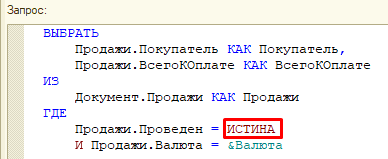 Запрос:
ВЫБРАТЬ
Продажи.Покупатель КАК Покупатель,
Продажи.ВсегоКОплате КАК ВсегоКОплате
ИЗ
Документ.Продажи КАК Продажи
ГДЕ
Продажи.Проведен = ИСТИНА
И Продажи.Валюта = &Валюта